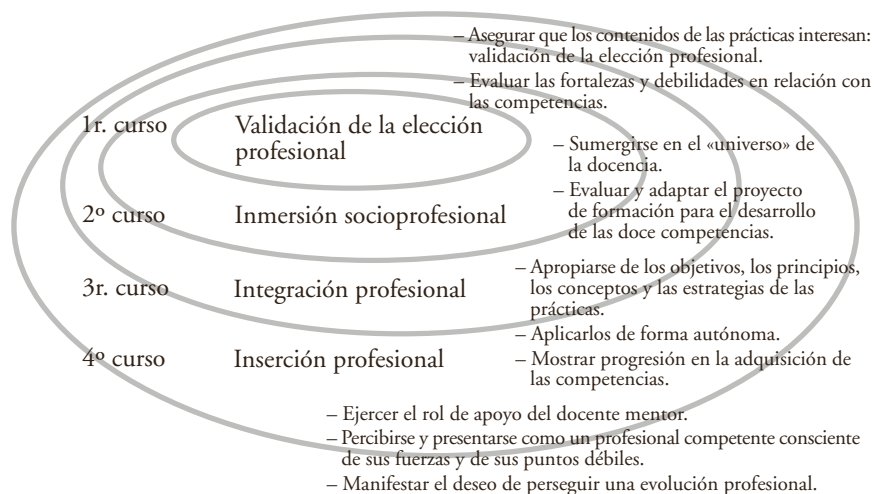 – Asegurar que los contenidos de las prácticas interesan:
validación de la elección profesional.
– Evaluar las fortalezas y debilidades en relación con
las competencias.
1r. curso
Validación de la elección
profesional
– Sumergirse en el «universo» de
la docencia.
– Evaluar y adaptar el proyecto
de formación para el desarrollo
de las doce competencias.
2º curso
Inmersión socioprofesional
– Apropiarse de los objetivos, los principios,
los conceptos y las estrategias de las
prácticas.
– Aplicarlos de forma autónoma.
– Mostrar progresión en la adquisición de
las competencias.
3r. curso
Integración profesional
4º curso
Inserción profesional
– Ejercer el rol de apoyo del docente mentor.
– Percibirse y presentarse como un profesional competente consciente
de sus fuerzas y de sus puntos débiles.
– Manifestar el deseo de perseguir una evolución profesional.